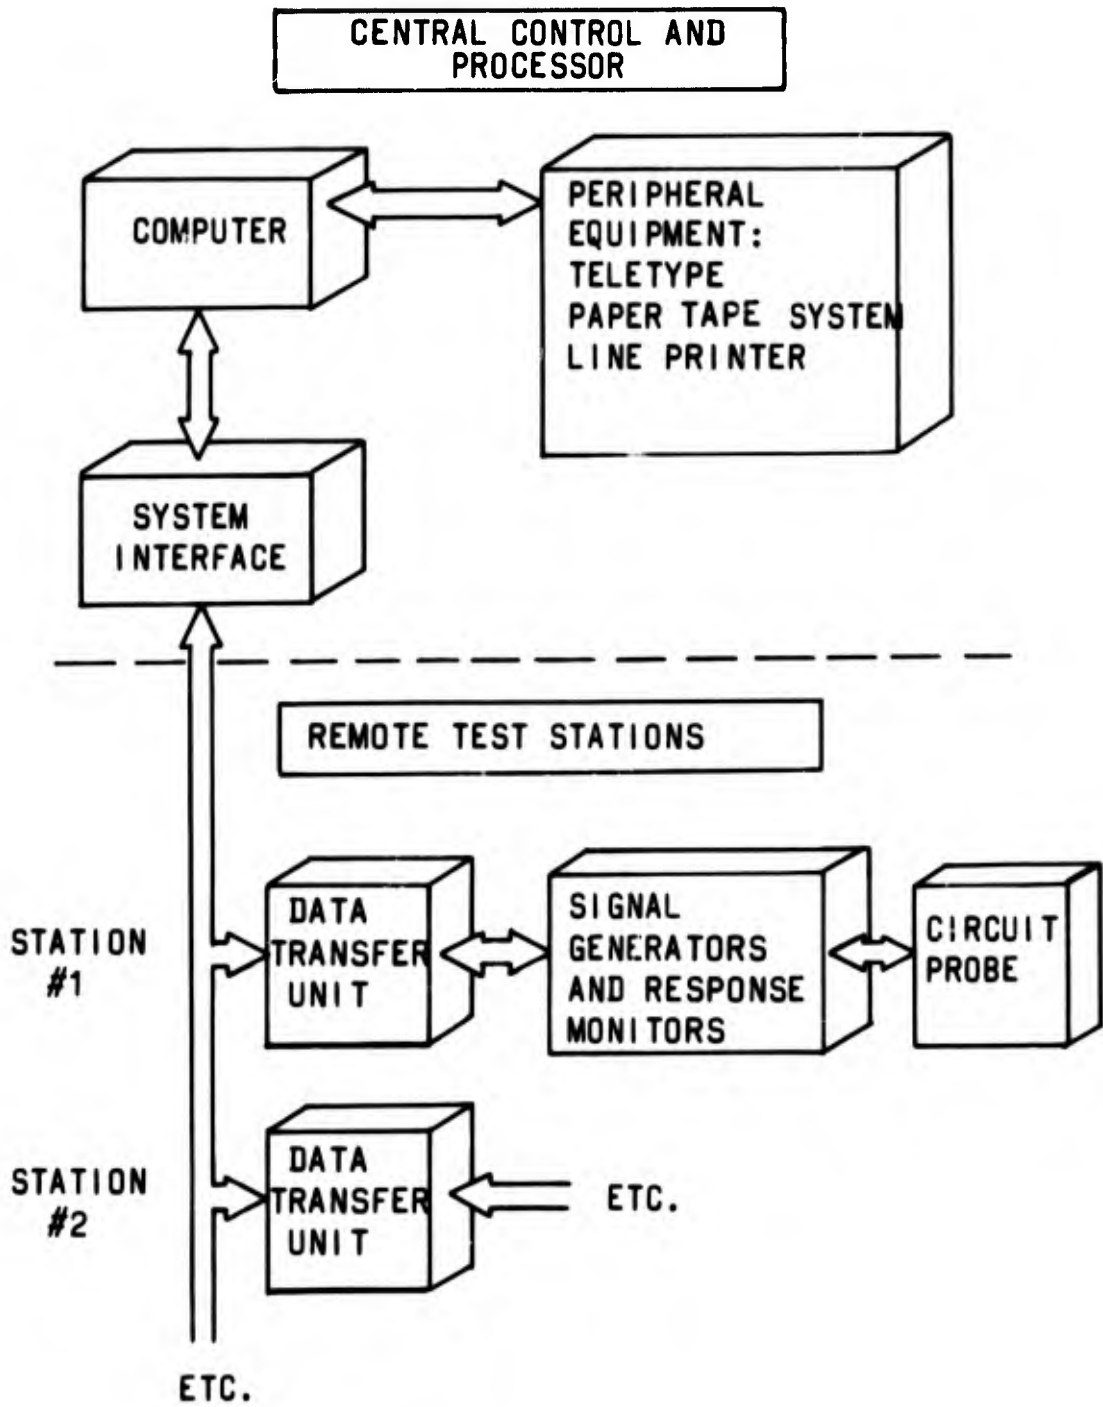 CENTRAL CONTROL AND
PROCESSOR
COMPUTER
PERIPHERAL
EQUIPMENT:
TELETYPE
PAPER TAPE SYSTEM
LINE PRINTER
SYSTEM
INTERFACE
REMOTE TEST STATIONS
STATION
#1
DATA
TRANSFER
UNIT
SIGNAL
GENERATORS
AND RESPONSE
MONITORS
CIRCUIT
PROBE
STATION
#2
DATA
TRANSFER
UNIT
ETC.
ETC.